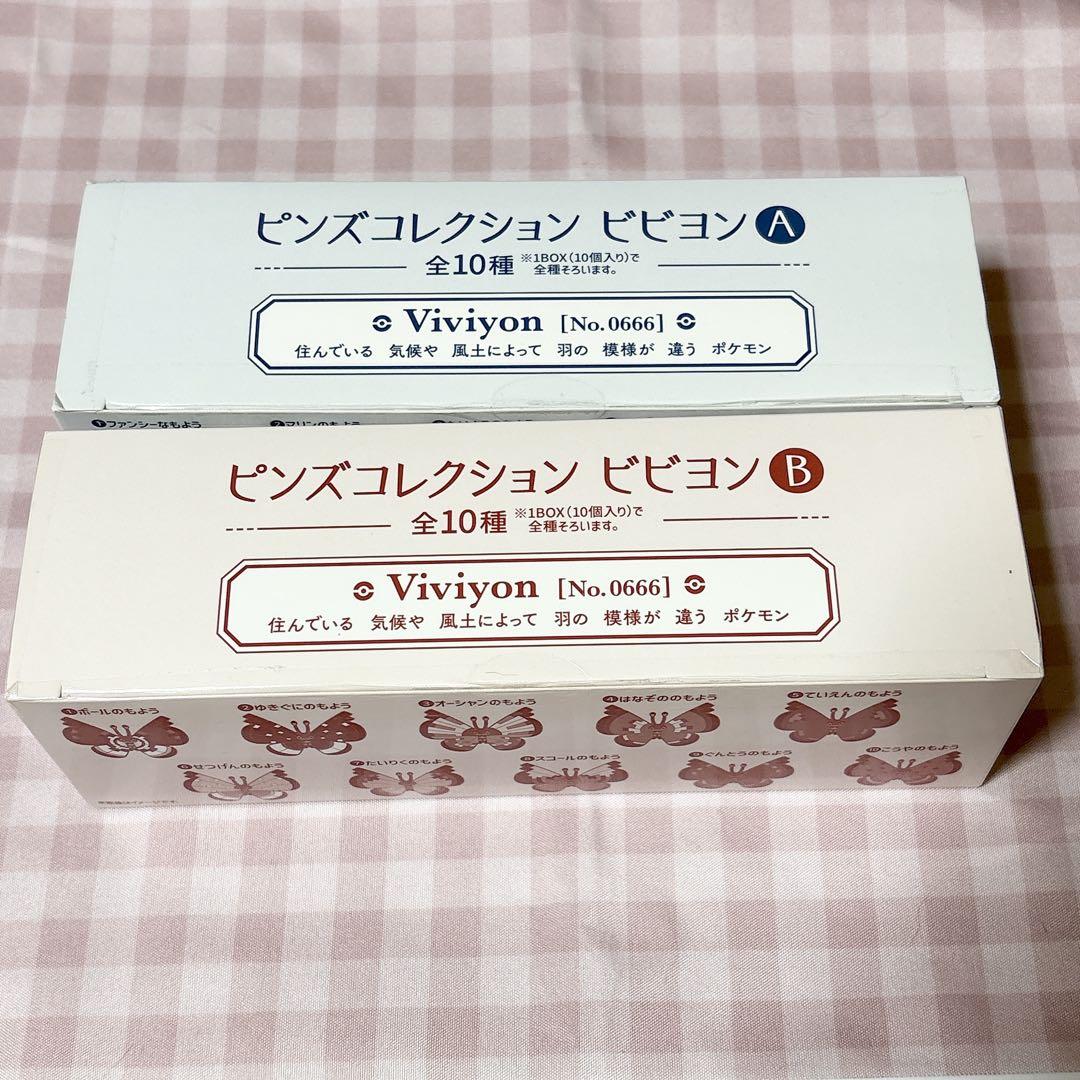 ピンズコレクション ビビヨン A
全10種 ※1BOX(10個入り)で
全種そろいます。
Viviyon [No.0666]
住んでいる 気候や 風土によって 羽の 模様が 違う ポケモン
1 ファンシーなもよう 2 マリンのもよう
ピンズコレクション ビビヨン B
全10種 ※1BOX(10個入り)で
全種そろいます。
Viviyon [No.0666]
住んでいる 気候や 風土によって 羽の 模様が 違う ポケモン
1 ボールのもよう 2 ゆきぐにのもよう 3 オーシャンのもよう 4 はなぞののもよう 5 ていえんのもよう
6 せつげんのもよう 7 たいりくのもよう 8 スコールのもよう 9 ぐんとうのもよう 10 こうやのもよう